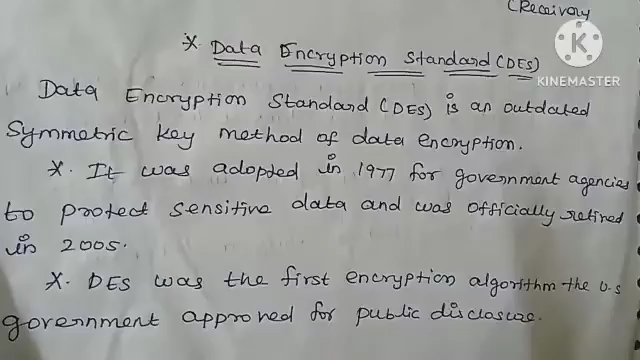 (Receivory
* Data Encryption Standard (DES)
K
KINEMASTER
Data Encryption Standard (DES) is an outdated
Symmetric key method of data encryption.
*. It was adopted in 1977 for government agencies
to protect sensitive data and was officially retired
in 2005.
*. DES was the first encryption algorithm the U.S
government approved for public disclosure.